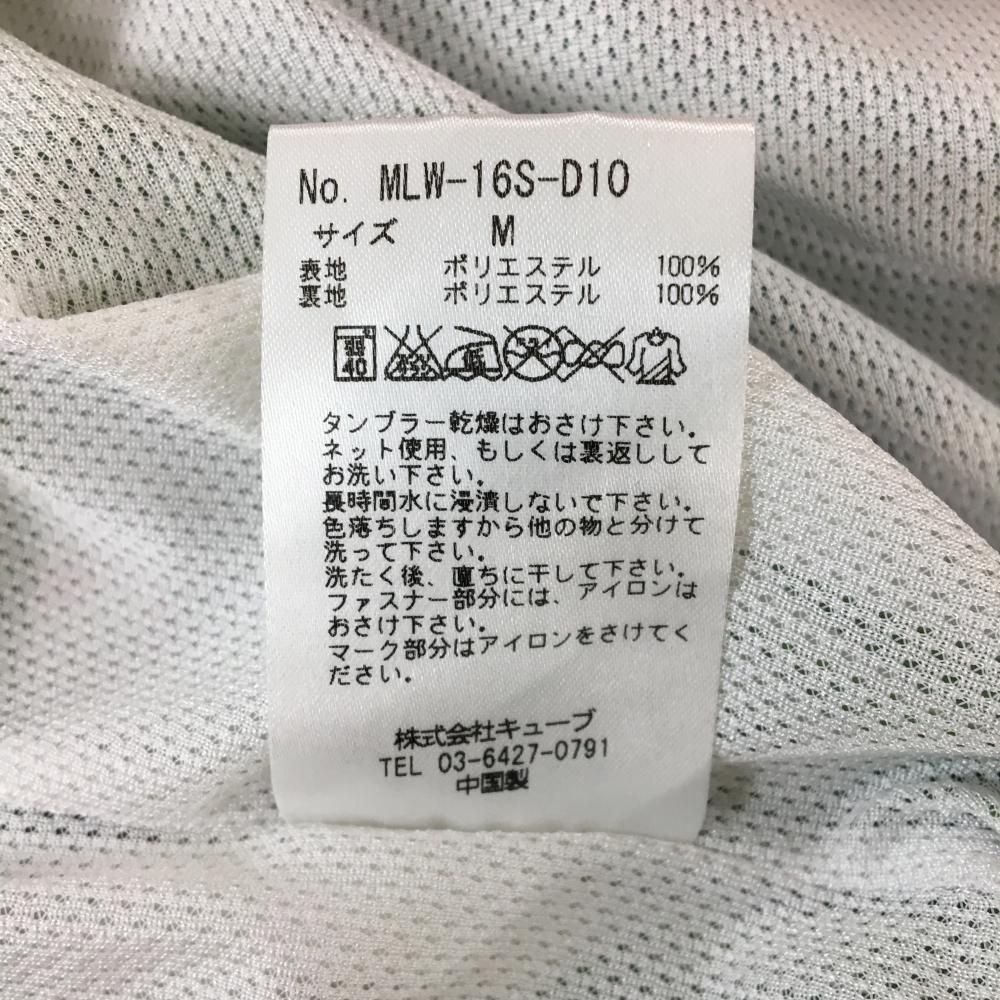 No. MLW-16S-D10
サイズ M
表地 ポリエステル 100%
裏地 ポリエステル 100%
40 低
タンブラー乾燥はおさけ下さい。
ネット使用、もしくは裏返しして
お洗い下さい。
長時間水に浸漬しないで下さい。
色落ちしますから他の物と分けて
洗って下さい。
洗たく後、直ちに干して下さい。
ファスナー部分には、アイロンは
おさけ下さい。
マーク部分はアイロンをさけてく
ださい。
株式会社キューブ
TEL 03-6427-0791
中国製